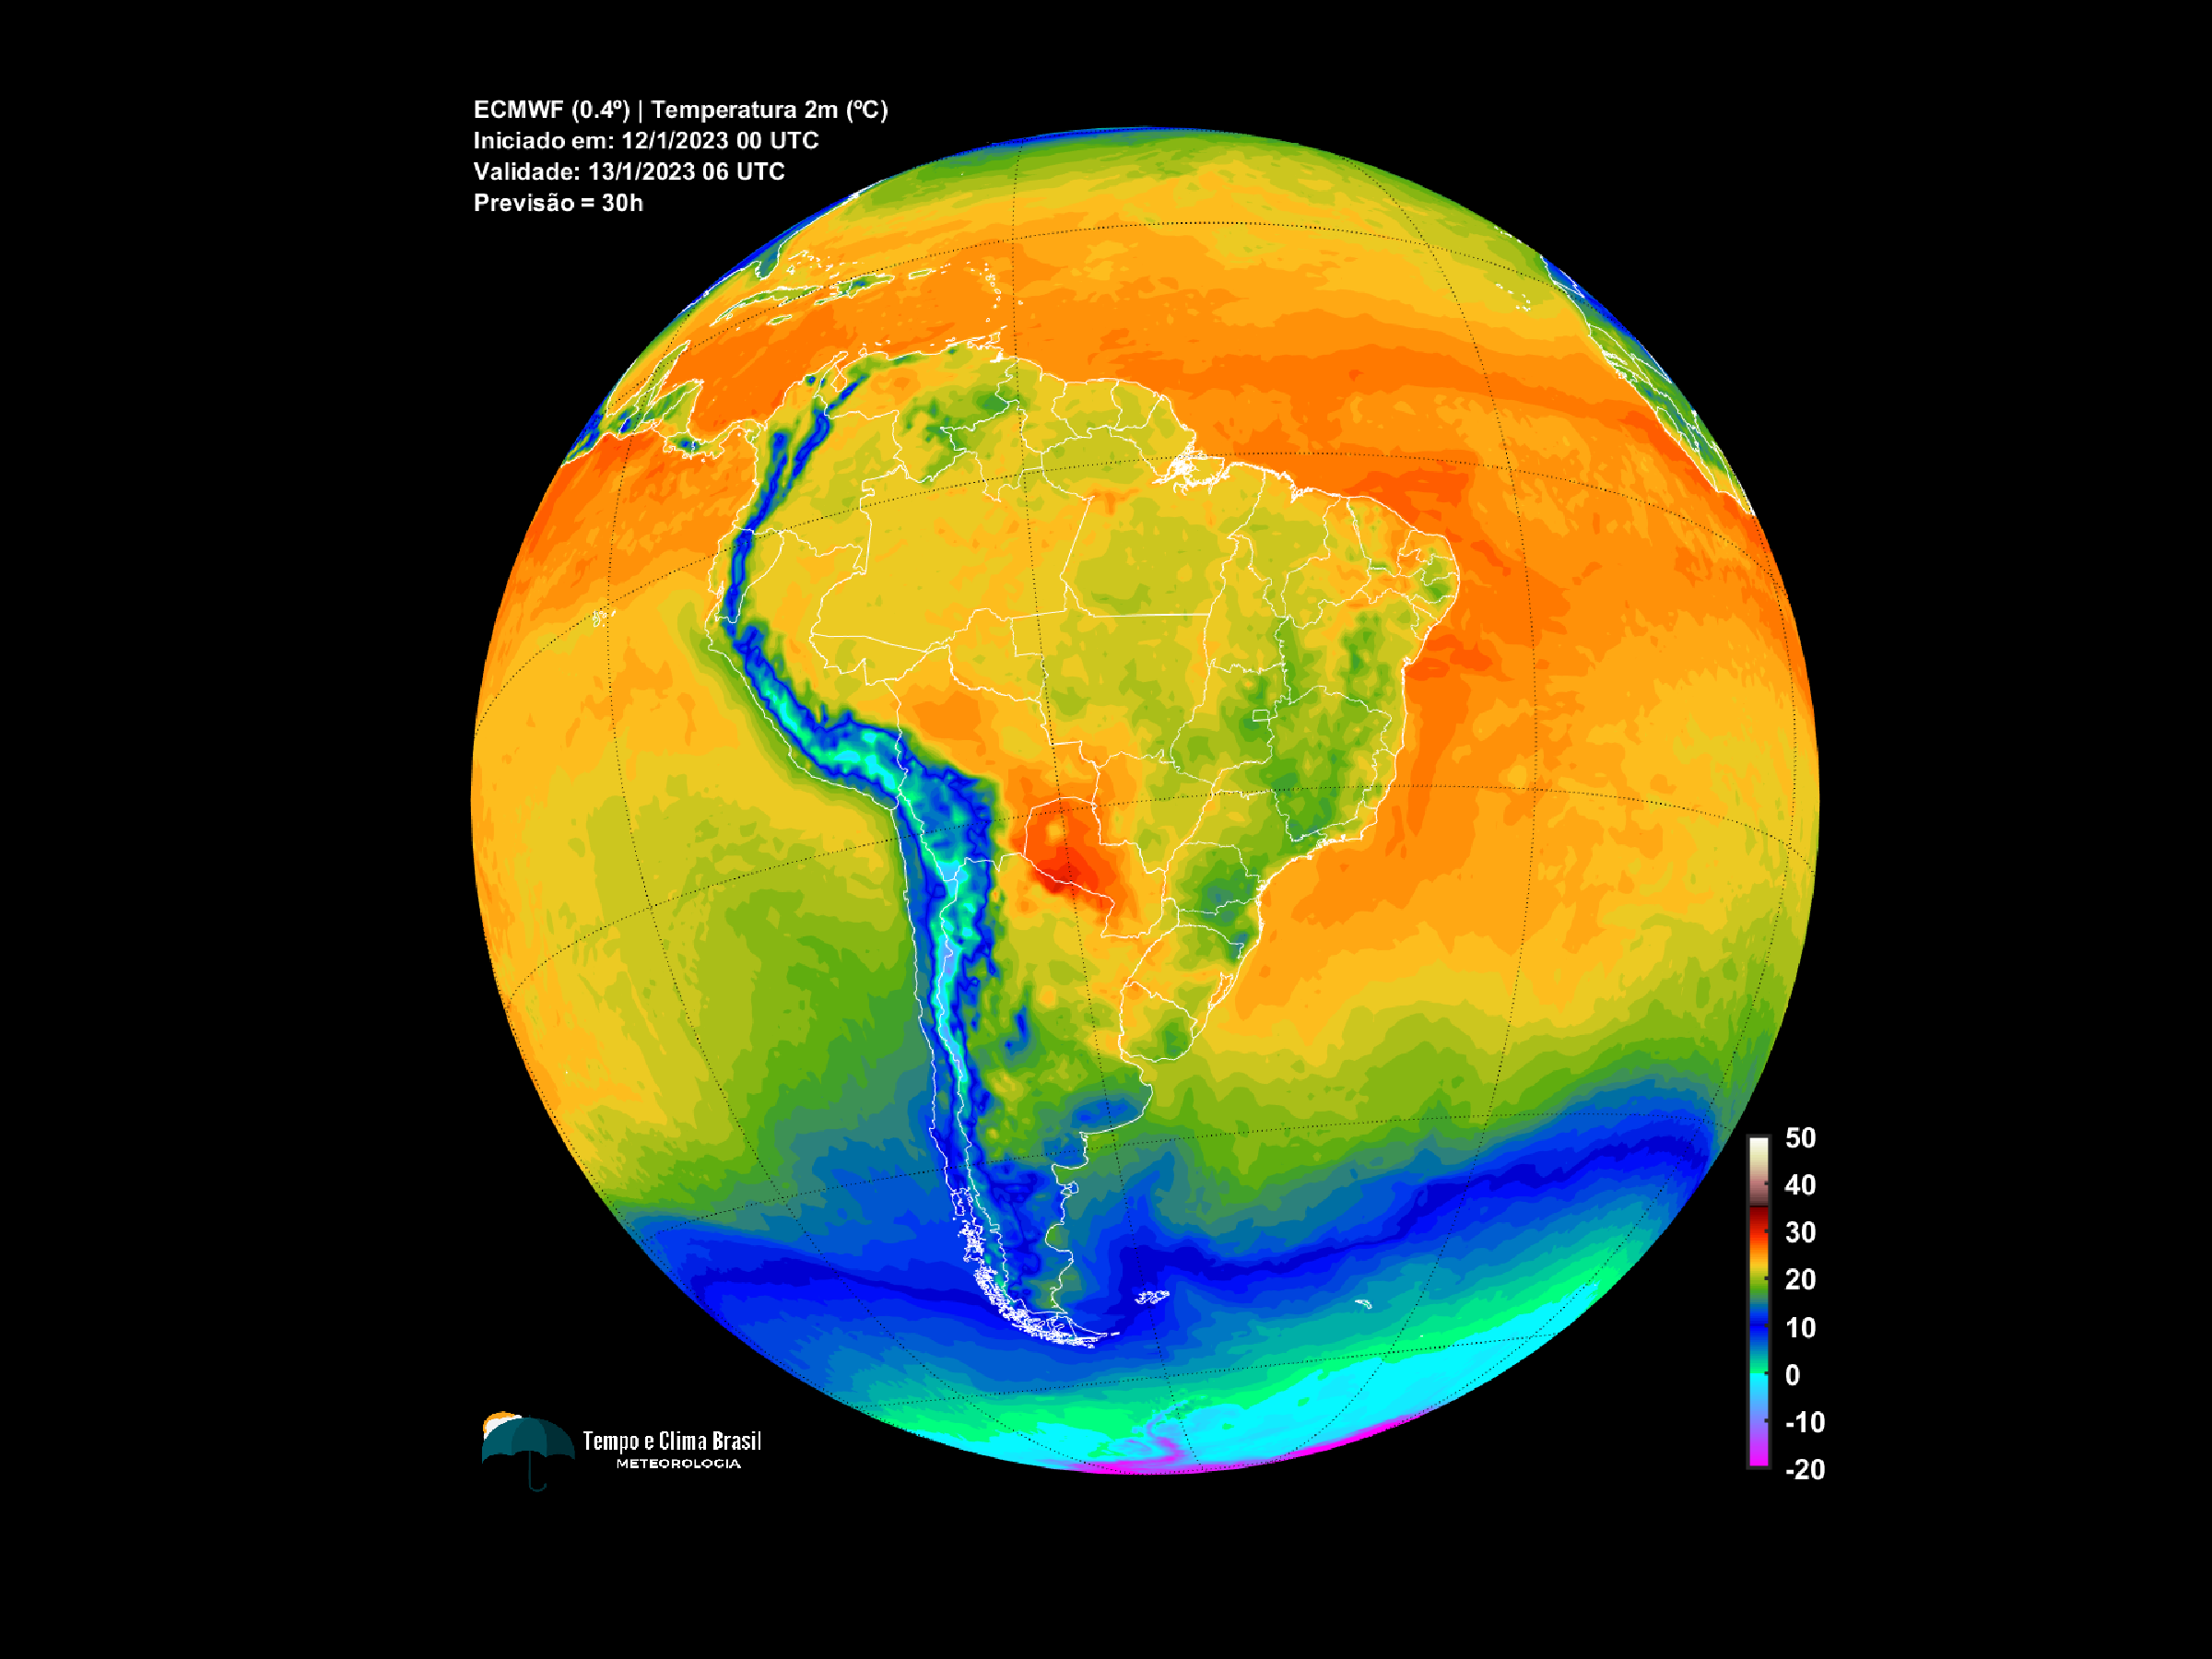 ECMWF (0.4º) | Temperatura 2m (ºC)
Iniciado em: 12/1/2023 00 UTC
Validade: 13/1/2023 06 UTC
Previsão = 30h
50
40
30
20
10
0
-10
-20
Tempo e Clima Brasil
METEOROLOGIA